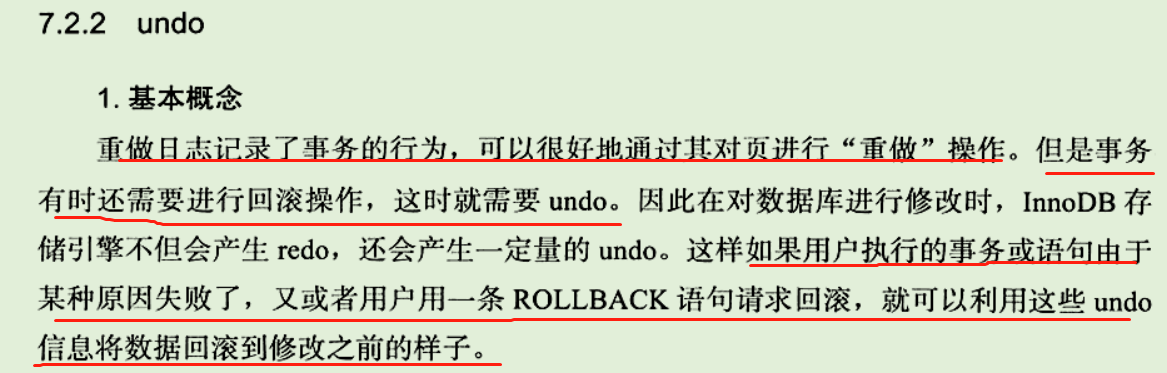 7.2.2 undo
1. 基本概念
重做日志记录了事务的行为，可以很好地通过其对页进行“重做”操作。但是事务
有时还需要进行回滚操作，这时就需要 undo。因此在对数据库进行修改时，InnoDB 存
储引擎不但会产生 redo，还会产生一定量的 undo。这样如果用户执行的事务或语句由于
某种原因失败了，又或者用户用一条 ROLLBACK 语句请求回滚，就可以利用这些 undo
信息将数据回滚到修改之前的样子。